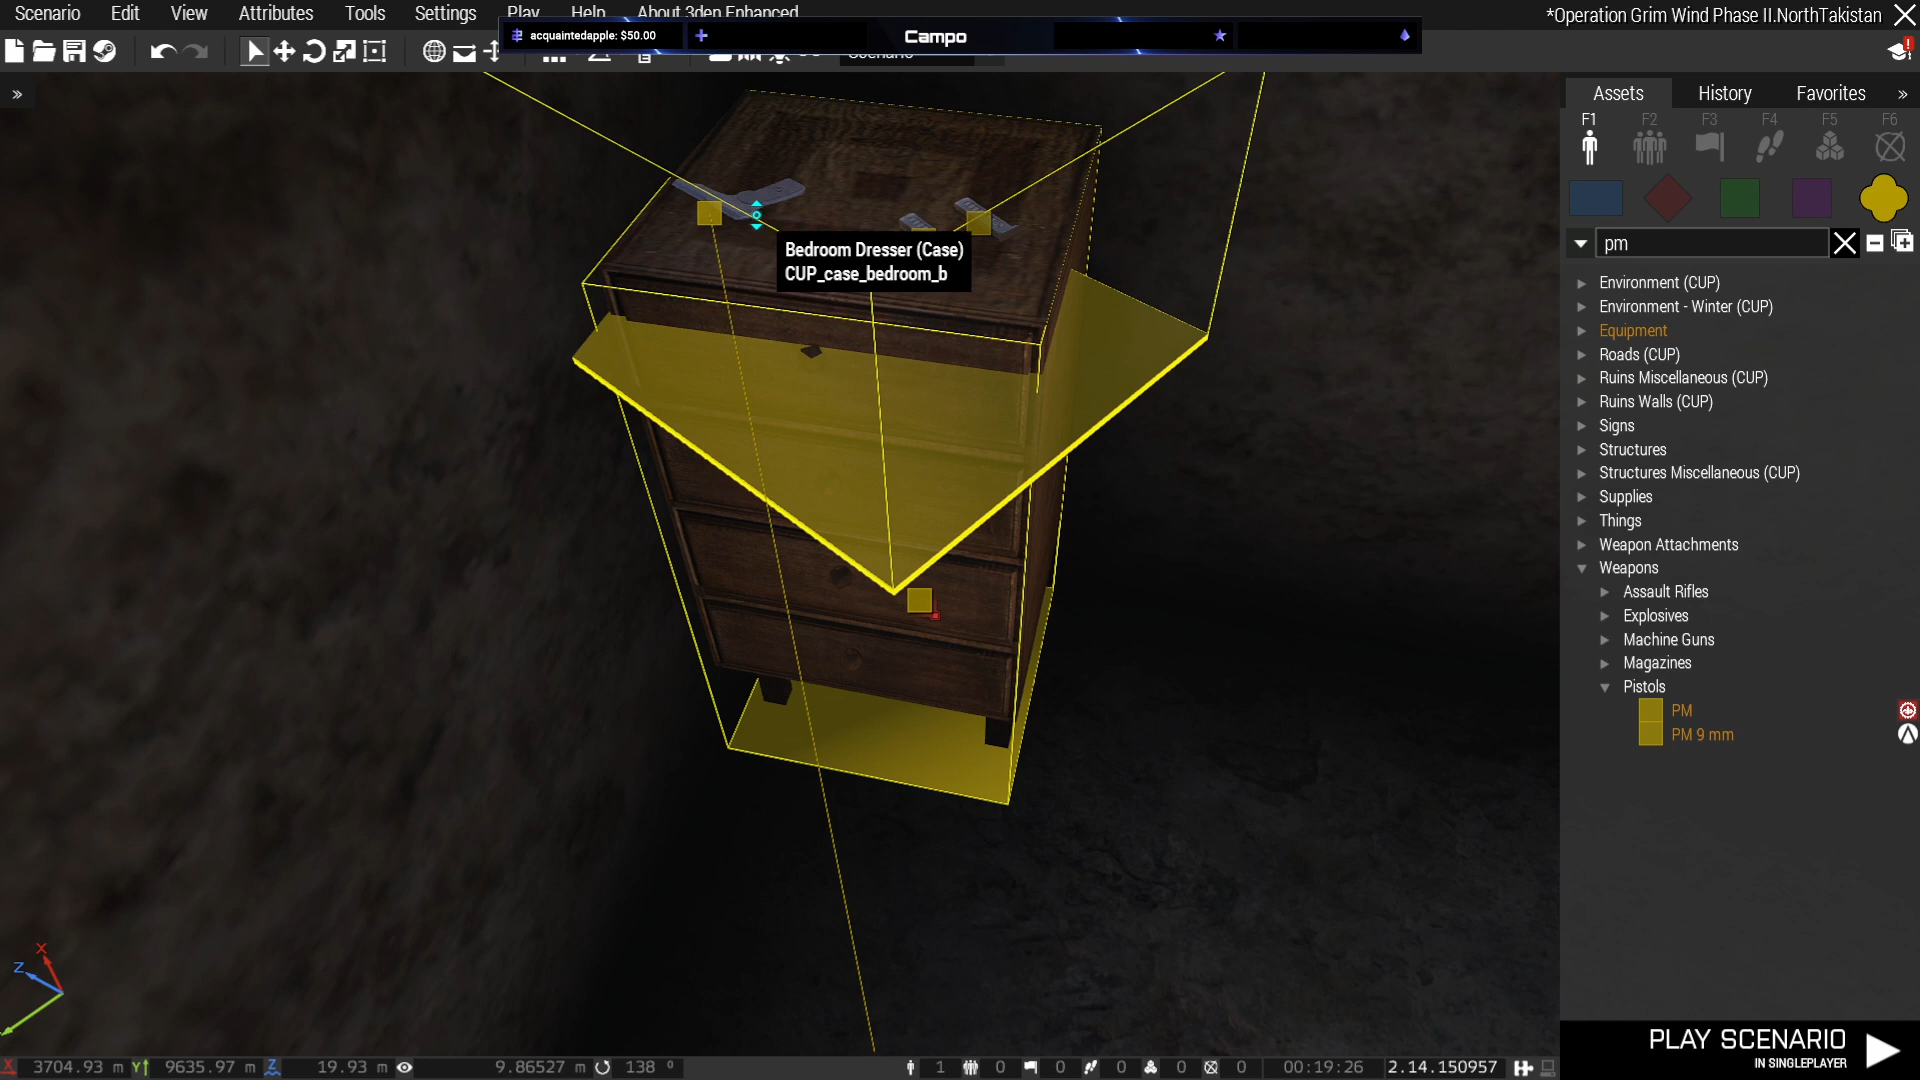 Scenario Edit View Attributes Tools Settings Play Help About 3den Enhanced
*Operation Grim Wind Phase II.NorthTakistan
acquaintedapple: $50.00
Campo
Scenario
Bedroom Dresser (Case)
CUP_case_bedroom_b
Assets History Favorites
F1 F2 F3 F4 F5 F6
pm
Environment (CUP)
Environment - Winter (CUP)
Equipment
Roads (CUP)
Ruins Miscellaneous (CUP)
Ruins Walls (CUP)
Signs
Structures
Structures Miscellaneous (CUP)
Supplies
Things
Weapon Attachments
Weapons
Assault Rifles
Explosives
Machine Guns
Magazines
Pistols
PM
PM 9 mm
X
Z
PLAY SCENARIO
IN SINGLEPLAYER
X 3704.93 m Y 9635.97 m Z 19.93 m 9.86527 m 138 ° 1 0 0 0 0 0 00:19:26 2.14.150957